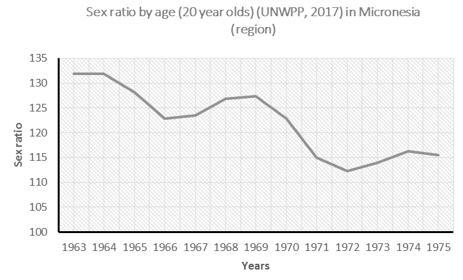 Sex ratio by age (20 year olds) (UNWPP, 2017) in Micronesia
(region)
135
130
125
120
115
110
105
100
Sex ratio
1963 1964 1965 1966 1967 1968 1969 1970 1971 1972 1973 1974 1975
Years